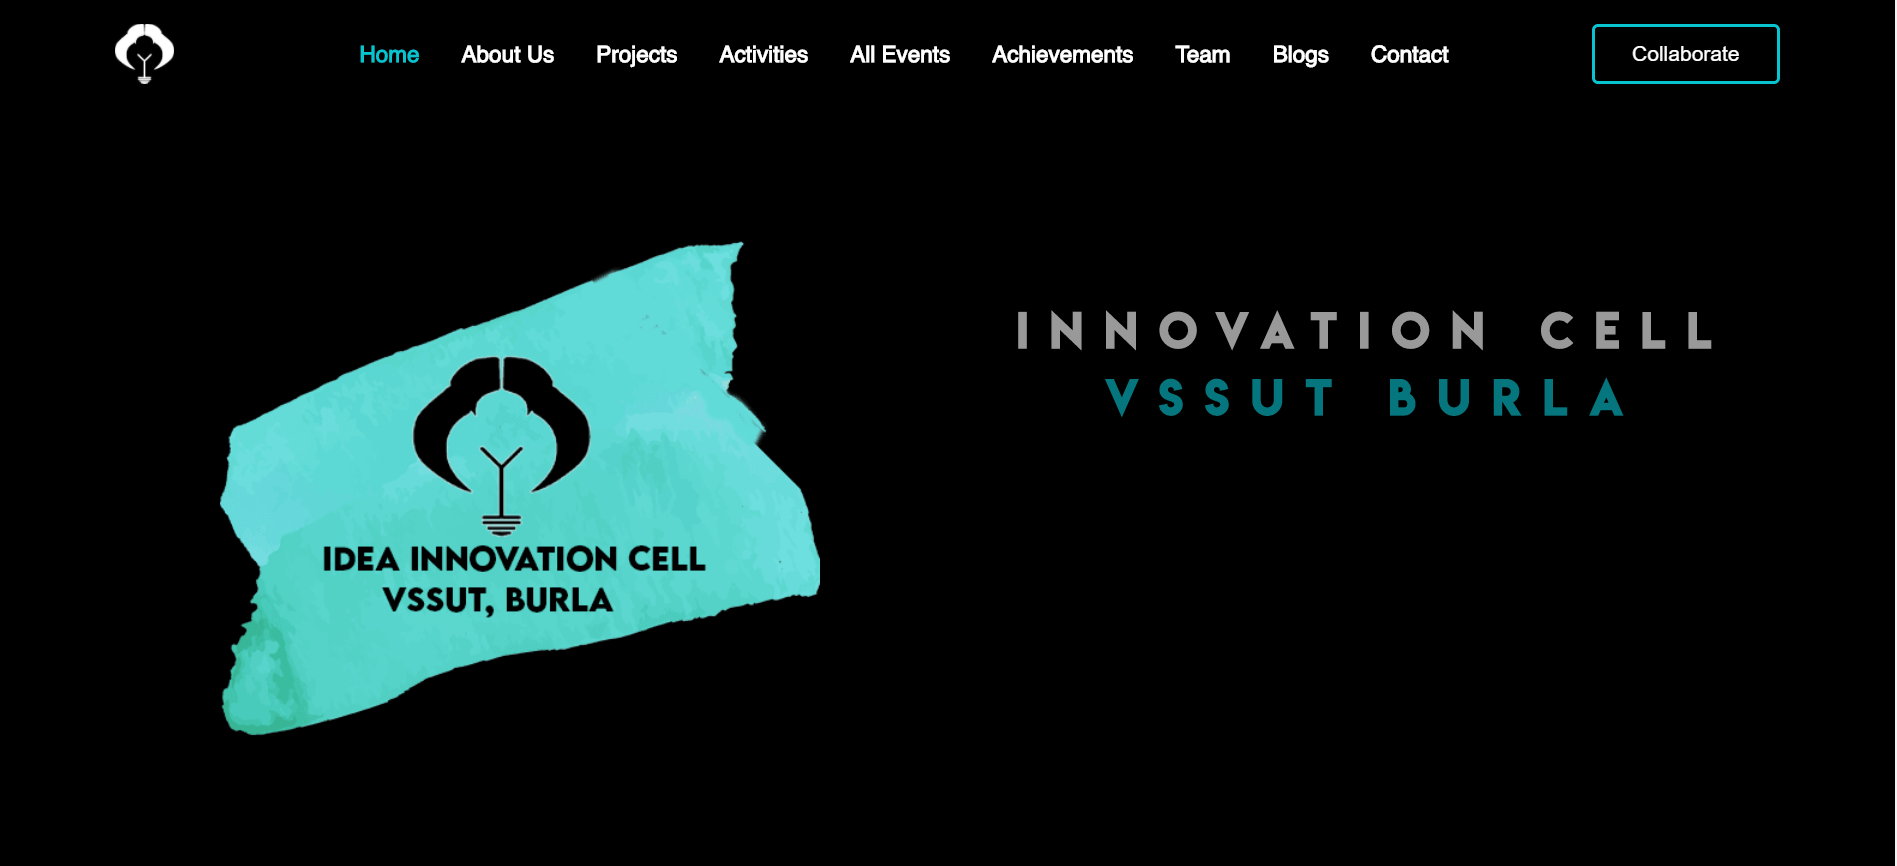 Home About Us Projects Activities All Events Achievements Team Blogs Contact Collaborate
INNOVATION CELL
VSSUT BURLA
IDEA INNOVATION CELL
VSSUT, BURLA